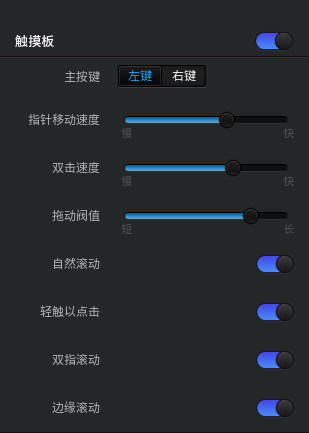 触摸板
主按键 左键 右键
指针移动速度
慢 快
双击速度
慢 快
拖动阀值
短 长
自然滚动
轻触以点击
双指滚动
边缘滚动